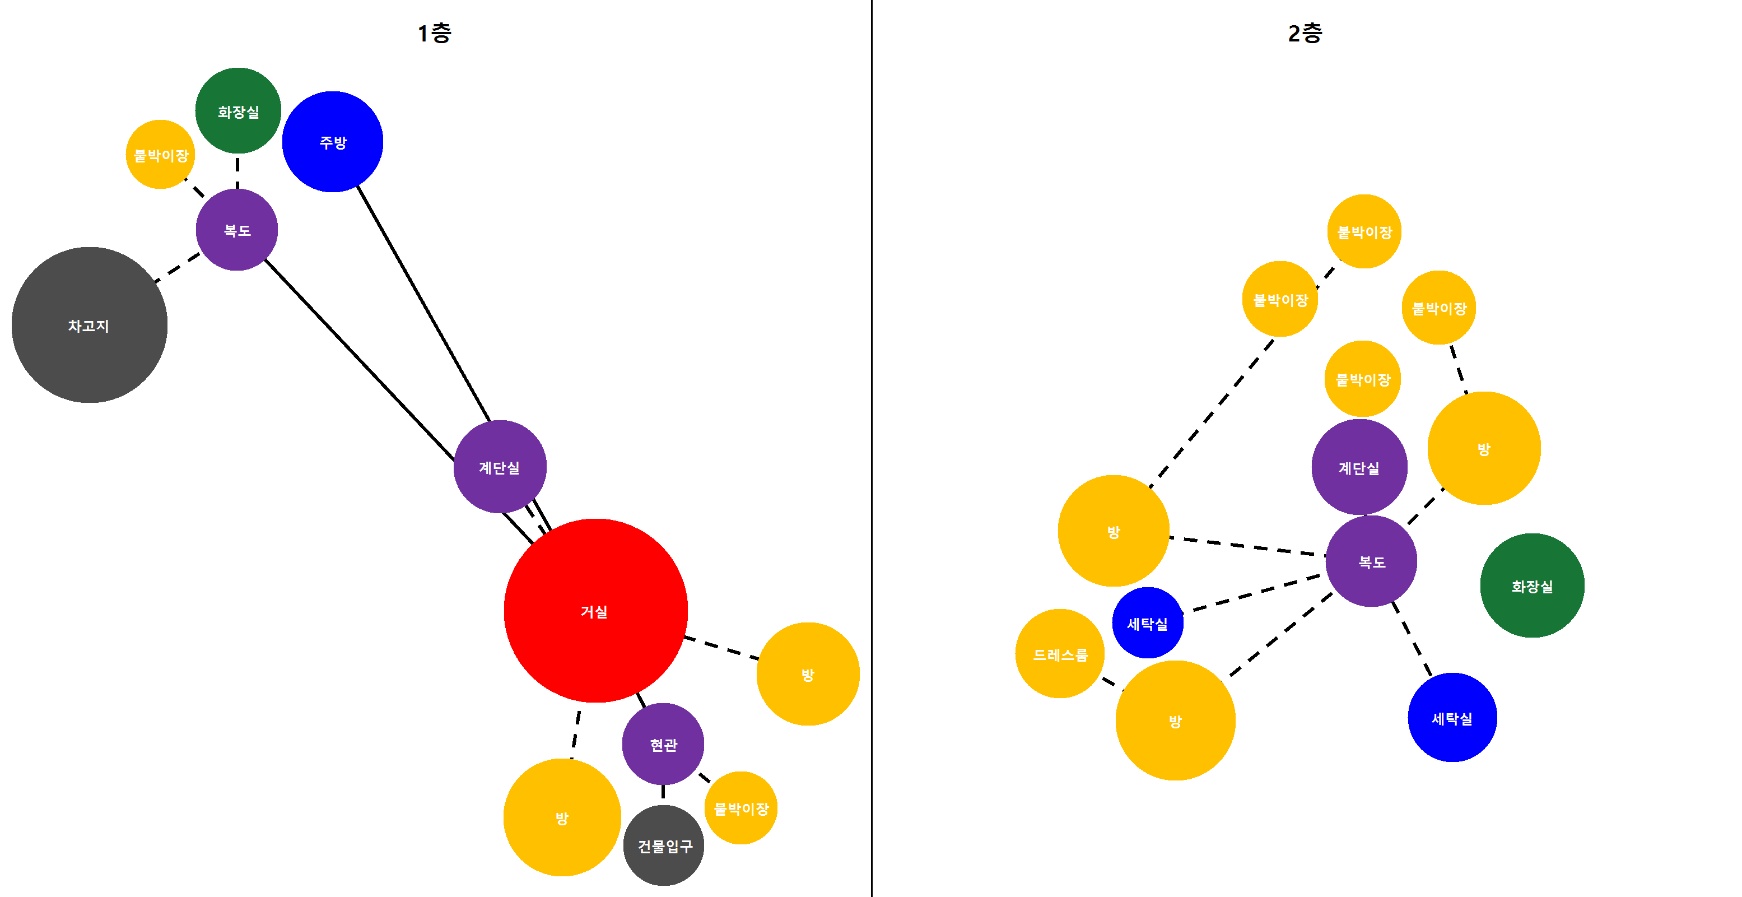 1층
2층
화장실
주방
붙박이장
복도
차고지
계단실
거실
방
현관
방
붙박이장
건물입구
붙박이장
붙박이장
붙박이장
붙박이장
방
계단실
방
복도
화장실
세탁실
드레스룸
방
세탁실